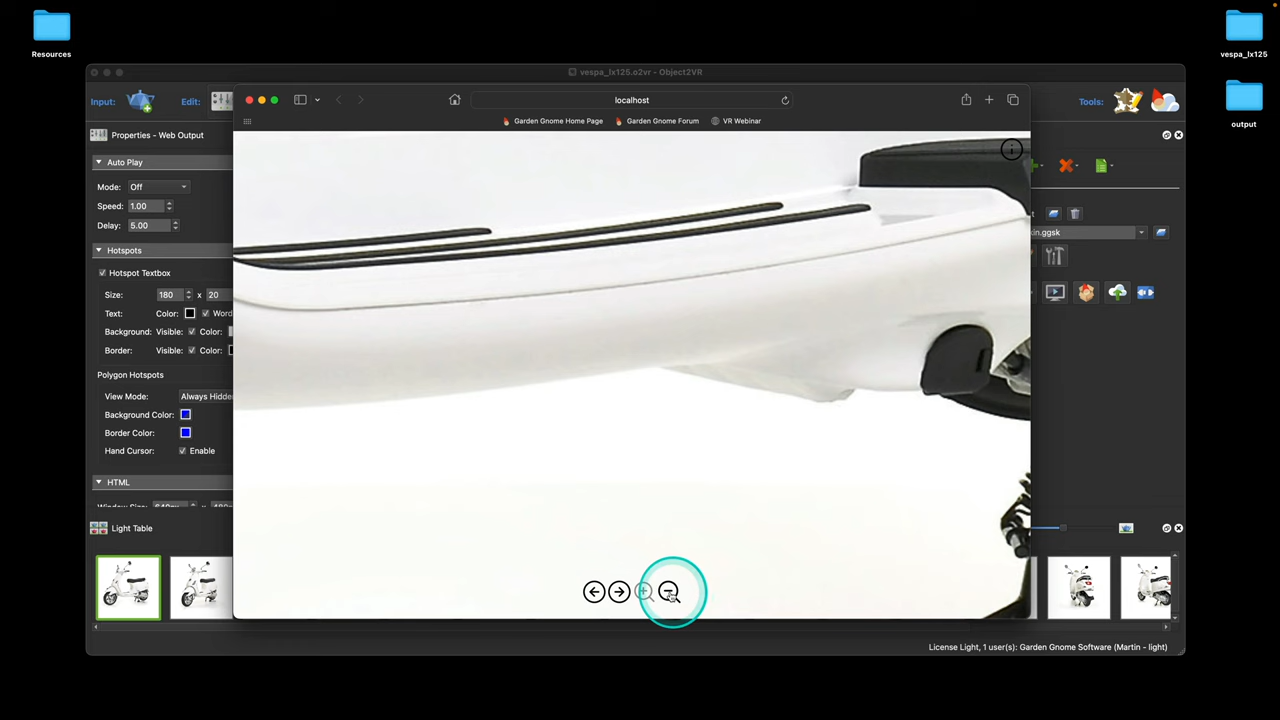 Resources
vespa_lx125
output
vespa_lx125.o2vr - Object2VR
Input:
Edit:
Tools:
localhost
Garden Gnome Home Page
Garden Gnome Forum
VR Webinar
Properties - Web Output
Auto Play
Mode: Off
Speed: 1.00
Delay: 5.00
Hotspots
Hotspot Textbox
Size: 180 x 20
Text: Color: Word
Background: Visible: Color:
Border: Visible: Color:
Polygon Hotspots
View Mode: Always Hidde
Background Color:
Border Color:
Hand Cursor: Enable
HTML
Light Table
License Light, 1 user(s): Garden Gnome Software (Martin - light)